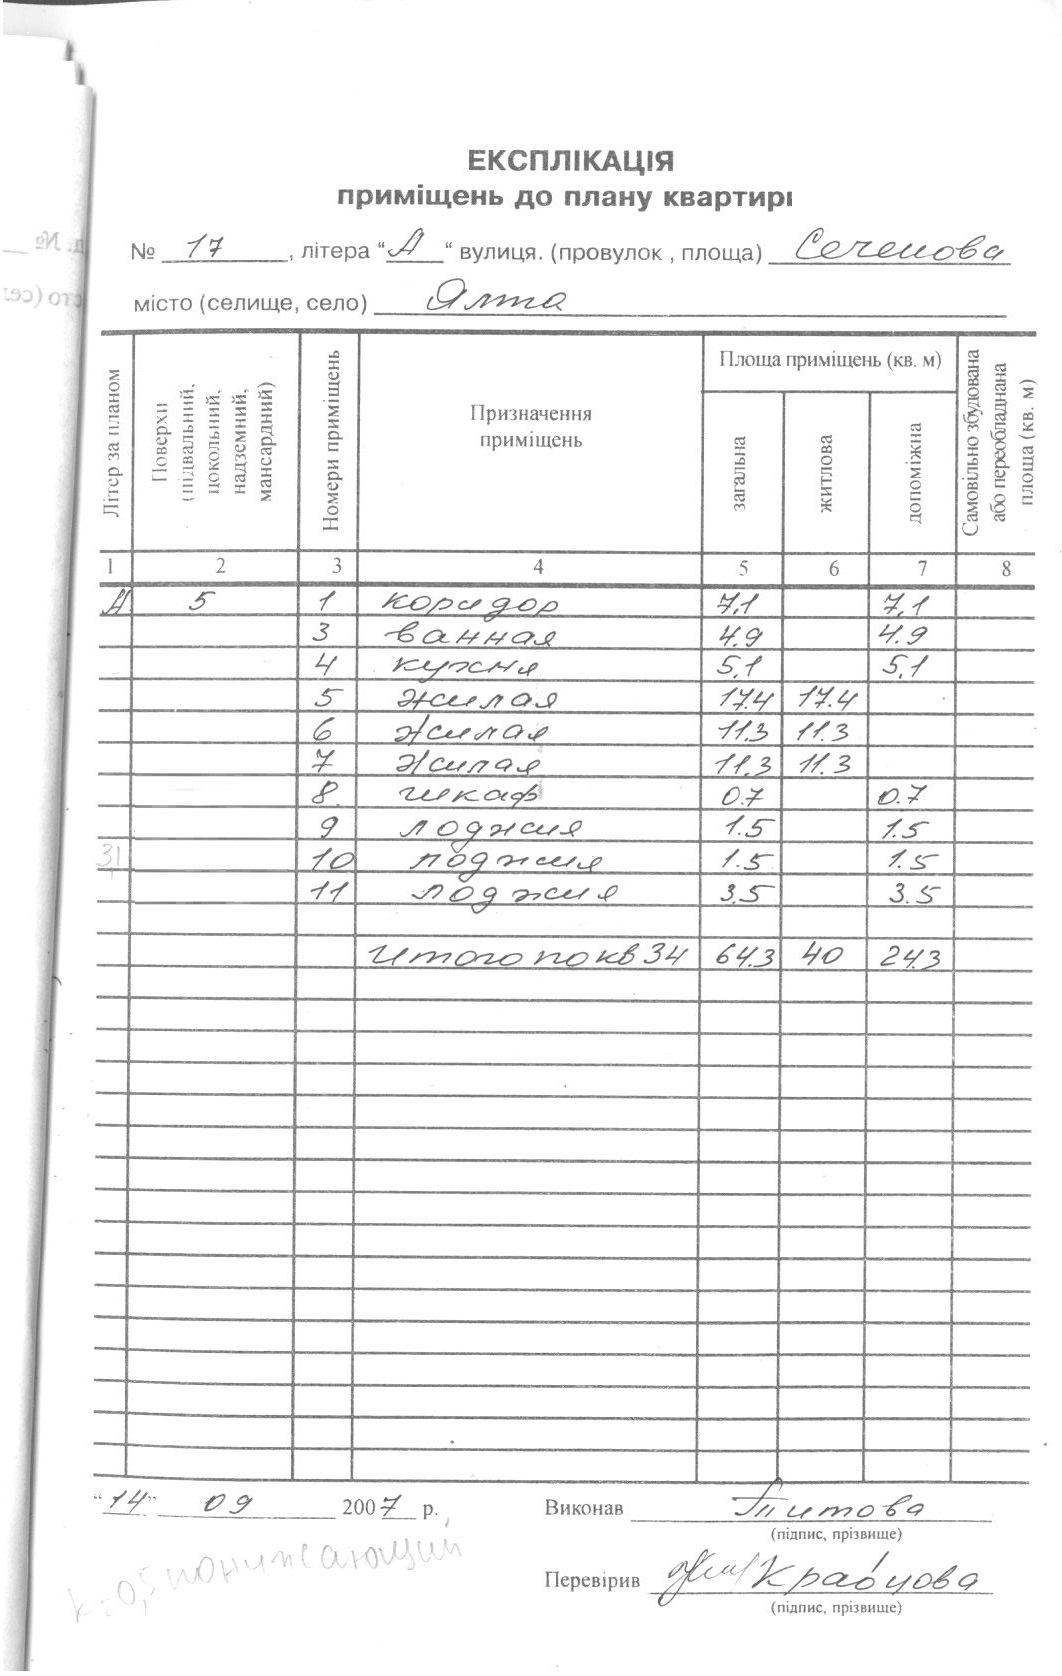 ЕКСПЛІКАЦІЯ
приміщень до плану квартирі
№ 17, літера “А“ вулиця. (провулок , площа) Сеченова
місто (селище, село) Ялта
Літер за планом
Поверхи (підвальний, цокольний, надземний, мансардний)
Номери приміщень
Призначення приміщень
Площа приміщень (кв. м)
загальна
житлова
допоміжна
Самовільно збудована або переобладнана площа (кв. м)
1 2 3 4 5 6 7 8
А 5 1 коридор 7,1 7,1
3 ванная 4.9 4.9
4 кухня 5,1 5,1
5 жилая 17.4 17.4
6 жилая 11.3 11.3
7 жилая 11,3 11.3
8 шкаф 0.7 0.7
9 лоджия 1.5 1.5
31 10 лоджия 1.5 1.5
11 лоджия 3.5 3.5
Итого по кв 34 64.3 40 24.3
“14” 09 2007 р. Виконав Титова
(підпис, прізвище)
k=0,5 понижающий
Перевірив Кравцова
(підпис, прізвище)